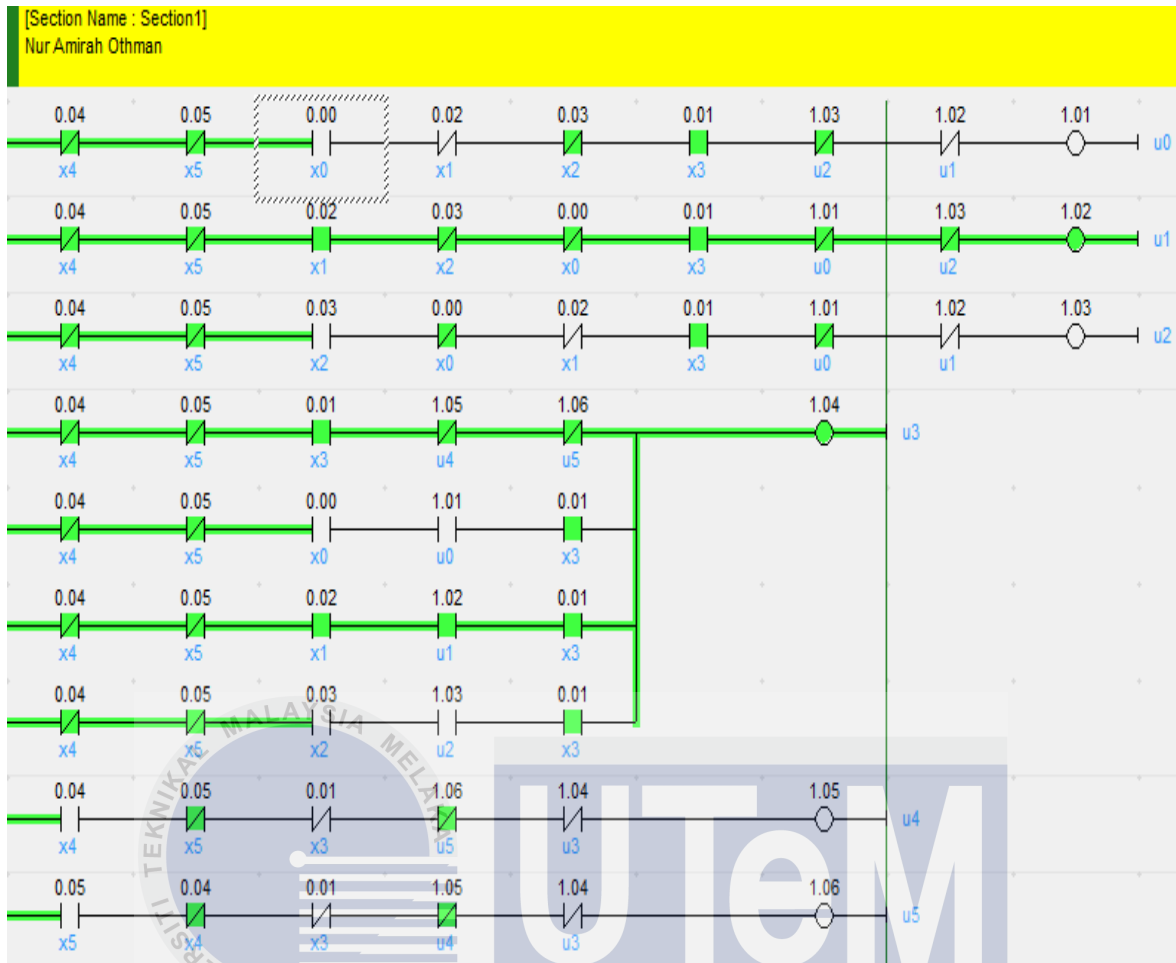 [Section Name : Section1]
Nur Amirah Othman
0.04 0.05 0.00 0.02 0.03 0.01 1.03 1.02 1.01
u0
x4 x5 x0 x1 x2 x3 u2 u1
0.04 0.05 0.02 0.03 0.00 0.01 1.01 1.03 1.02
u1
x4 x5 x1 x2 x0 x3 u0 u2
0.04 0.05 0.03 0.00 0.02 0.01 1.01 1.02 1.03
u2
x4 x5 x2 x0 x1 x3 u0 u1
0.04 0.05 0.01 1.05 1.06 1.04
u3
x4 x5 x3 u4 u5
0.04 0.05 0.00 1.01 0.01
x4 x5 x0 u0 x3
0.04 0.05 0.02 1.02 0.01
x4 x5 x1 u1 x3
0.04 0.05 0.03 1.03 0.01
x4 x5 x2 u2 x3
0.04 0.05 0.01 1.06 1.04 1.05
u4
x4 x5 x3 u5 u3
0.05 0.04 0.01 1.05 1.04 1.06
u5
x5 x4 x3 u4 u3
TEKNIKAL MALAYSIA
UTeM